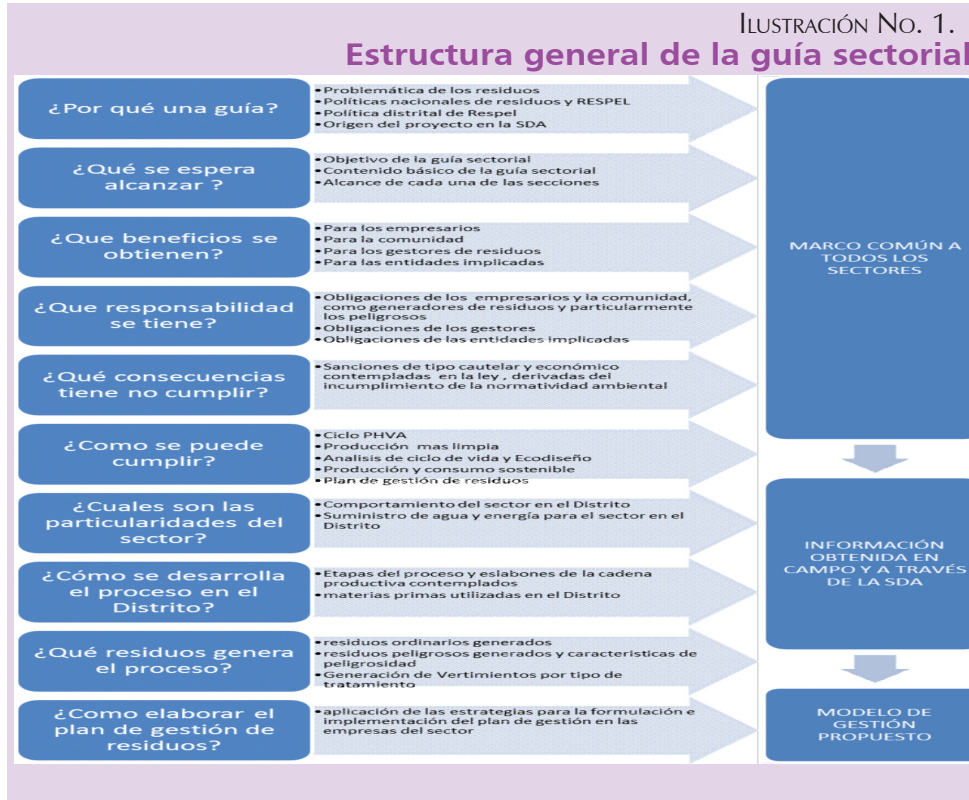 Ilustración No. 1.
Estructura general de la guía sectorial
¿Por qué una guía?
•Problemática de los residuos
•Políticas nacionales de residuos y RESPEL
•Política distrital de Respel
•Origen del proyecto en la SDA
¿Qué se espera
alcanzar ?
•Objetivo de la guía sectorial
•Contenido básico de la guía sectorial
•Alcance de cada una de las secciones
¿Que beneficios se
obtienen?
•Para los empresarios
•Para la comunidad
•Para los gestores de residuos
•Para las entidades implicadas
¿Que responsabilidad
se tiene?
•Obligaciones de los empresarios y la comunidad,
como generadores de residuos y particularmente
los peligrosos
•Obligaciones de los gestores
•Obligaciones de las entidades implicadas
¿Qué consecuencias
tiene no cumplir?
•Sanciones de tipo cautelar y económico
contempladas en la ley , derivadas del
incumplimiento de la normatividad ambiental
¿Como se puede
cumplir?
•Ciclo PHVA
•Producción mas limpia
•Analisis de ciclo de vida y Ecodiseño
•Producción y consumo sostenible
•Plan de gestión de residuos
MARCO COMÚN A
TODOS LOS
SECTORES
¿Cuales son las
particularidades del
sector?
•Comportamiento del sector en el Distrito
•Suministro de agua y energía para el sector en el
Distrito
¿Cómo se desarrolla
el proceso en el
Distrito?
•Etapas del proceso y eslabones de la cadena
productiva contemplados
•materias primas utilizadas en el Distrito
¿Qué residuos genera
el proceso?
•residuos ordinarios generados
•residuos peligrosos generados y caracteristicas de
peligrosidad
•Generación de Vertimientos por tipo de
tratamiento
INFORMACIÓN
OBTENIDA EN
CAMPO Y A TRAVÉS
DE LA SDA
¿Como elaborar el
plan de gestión de
residuos?
•aplicación de las estrategias para la formulación e
implementación del plan de gestión en las
empresas del sector
MODELO DE
GESTIÓN
PROPUESTO